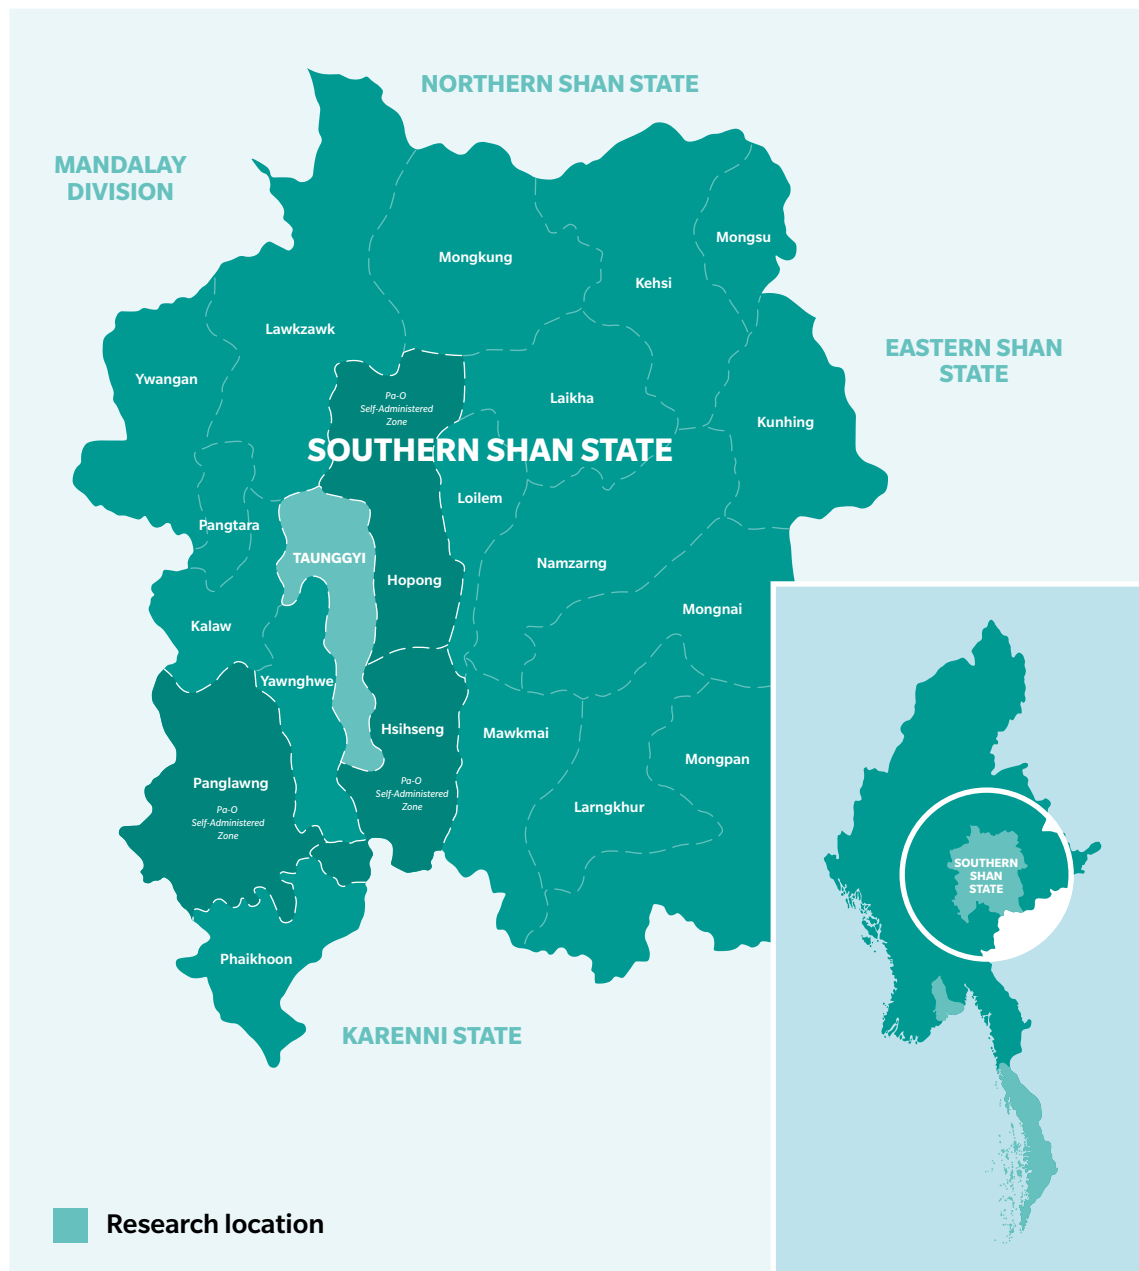 NORTHERN SHAN STATE
MANDALAY
DIVISION
Mongsu
Mongkung
Kehsi
Lawkzawk
EASTERN SHAN
STATE
Ywangan
Pa-O
Self-Administered
Zone
Laikha
Kunhing
SOUTHERN SHAN STATE
Loilem
Pangtara
TAUNGGYI
Namzarng
Hopong
Mongnai
Kalaw
Yawnghwe
Hsihseng
Mawkmai
Mongpan
Panglawng
Pa-O
Self-Administered
Zone
Pa-O
Self-Administered
Zone
Larngkhur
SOUTHERN
SHAN
STATE
Phaikhoon
KARENNI STATE
Research location